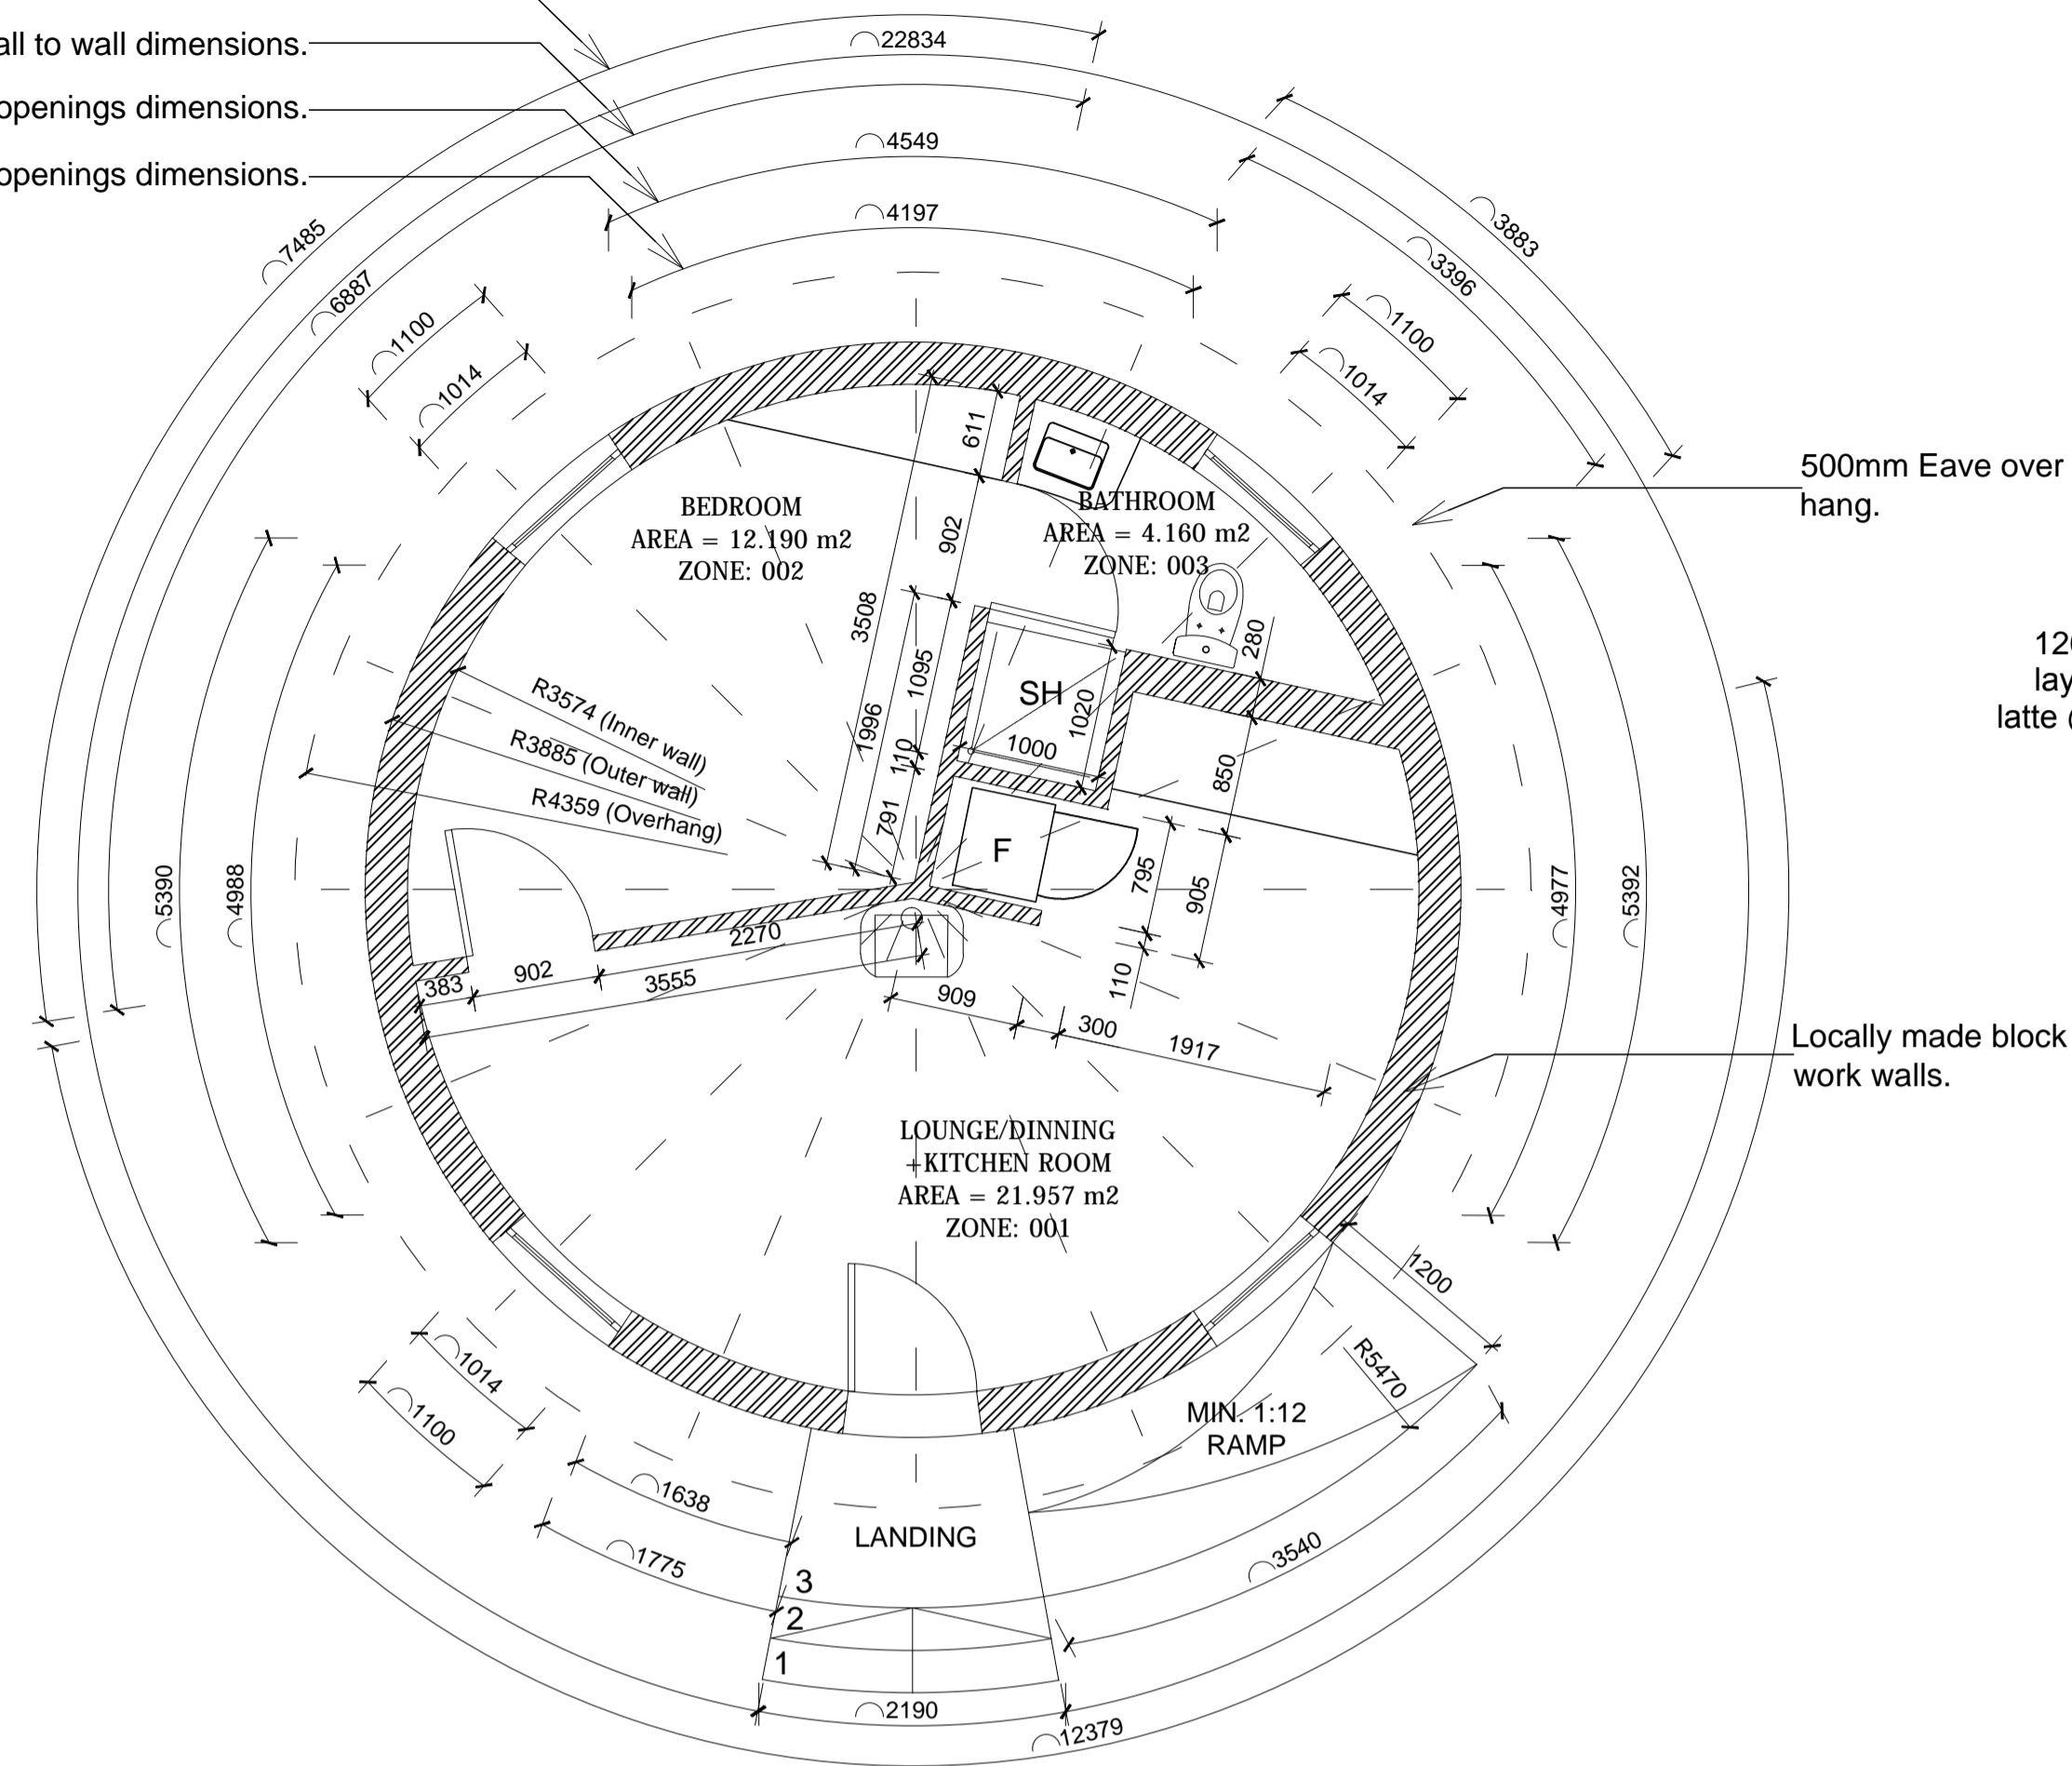 22834
all to wall dimensions.
openings dimensions.
4549
openings dimensions.
4197
7485
6887
3883
3396
1100
1014
1100
1014
611
500mm Eave over
hang.
BEDROOM
AREA = 12.190 m2
ZONE: 002
BATHROOM
AREA = 4.160 m2
ZONE: 003
902
3508
280
1095
1996
110
791
SH
1020
1000
850
R3574 (Inner wall)
R3885 (Outer wall)
R4359 (Overhang)
F
795
905
110
5390
4988
4977
5392
2270
902
383
3555
909
300
1917
120
lay
latte
Locally made block
work walls.
LOUNGE/DINNING
+KITCHEN ROOM
AREA = 21.957 m2
ZONE: 001
1200
R5470
1014
1100
MIN. 1:12
RAMP
1638
1775
LANDING
3
2
1
3540
2190
12379